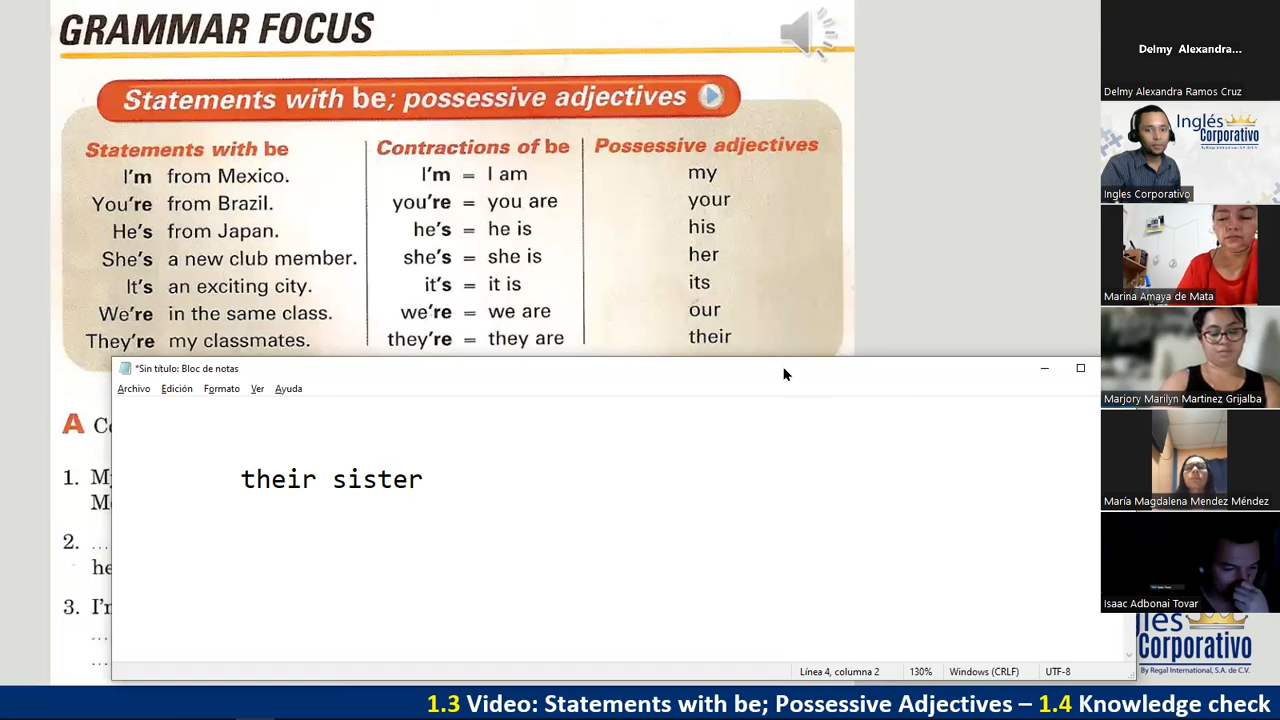 GRAMMAR FOCUS
Statements with be; possessive adjectives
Statements with be
I'm from Mexico.
You're from Brazil.
He's from Japan.
She's a new club member.
It's an exciting city.
We're in the same class.
They're my classmates.
Contractions of be
I'm = I am
you're = you are
he's = he is
she's = she is
it's = it is
we're = we are
they're = they are
Possessive adjectives
my
your
his
her
its
our
their
*Sin título: Bloc de notas
Archivo Edición Formato Ver Ayuda
their sister
Línea 4, columna 2 130% Windows (CRLF) UTF-8
A
1.
2. ...
he
3. I'm
Delmy Alexandra...
Delmy Alexandra Ramos Cruz
Inglés
Corporativo
By Regal International, S.A. de C.V.
Ingles Corporativo
Marina Amaya de Mata
Marjory Marilyn Martinez Grijalba
María Magdalena Mendez Méndez
Isaac Adbonai Tovar
Corporativo
By Regal International, S.A. de C.V.
1.3 Video: Statements with be; Possessive Adjectives – 1.4 Knowledge check